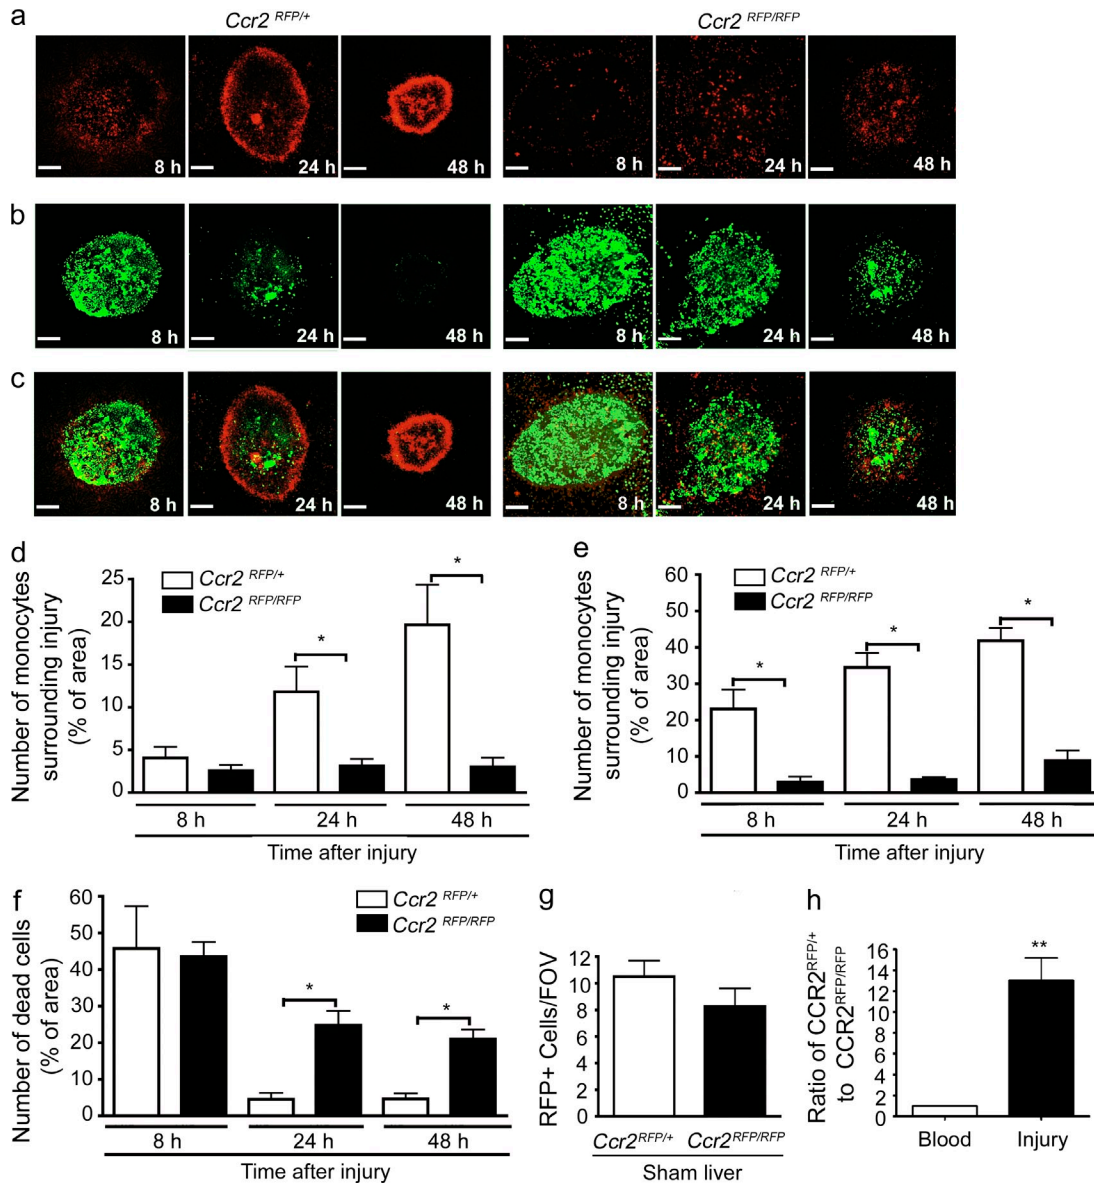 a
Ccr2 RFP/+
Ccr2 RFP/RFP
8 h
24 h
48 h
8 h
24 h
48 h
b
8 h
24 h
48 h
8 h
24 h
48 h
c
8 h
24 h
48 h
8 h
24 h
48 h
d
Number of monocytes
surrounding injury
(% of area)
25
20
15
10
5
0
Ccr2 RFP/+
Ccr2 RFP/RFP
*
*
8 h
24 h
48 h
Time after injury
e
Number of monocytes
surrounding injury
(% of area)
60
50
40
30
20
10
0
Ccr2 RFP/+
Ccr2 RFP/RFP
*
*
*
8 h
24 h
48 h
Time after injury
f
Number of dead cells
(% of area)
60
50
40
30
20
10
0
Ccr2 RFP/+
Ccr2 RFP/RFP
*
*
8 h
24 h
48 h
Time after injury
g
RFP+ Cells/FOV
12
10
8
6
4
2
0
Ccr2RFP/+
Ccr2RFP/RFP
Sham liver
h
Ratio of CCR2RFP/+
to CCR2RFP/RFP
16
14
12
10
8
6
4
2
0
**
Blood
Injury